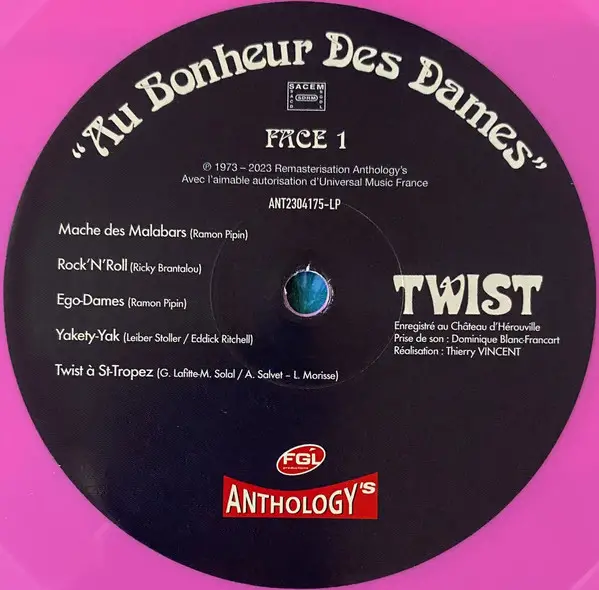 "Au Bonheur Des Dames"
SACEM
SACD
SDRM
SGDL
FACE 1
℗ 1973 – 2023 Remasterisation Anthology's
Avec l'aimable autorisation d'Universal Music France
ANT2304175-LP
Mache des Malabars (Ramon Pipin)
Rock'N'Roll (Ricky Brantalou)
Ego-Dames (Ramon Pipin)
Yakety-Yak (Leiber Stoller / Eddick Ritchell)
Twist à St-Tropez (G. Lafitte-M. Solal / A. Salvet – L. Morisse)
TWIST
Enregistré au Château d'Hérouville
Prise de son : Dominique Blanc-Francart
Réalisation : Thierry VINCENT
FGL
ANTHOLOGY'S